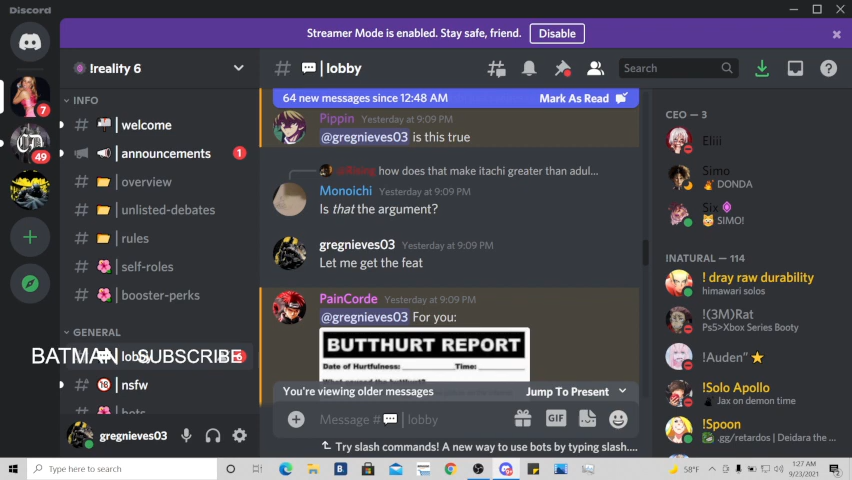 Discord
Streamer Mode is enabled. Stay safe, friend.
Disable
!reality 6
lobby
Search
INFO
welcome
announcements
1
overview
unlisted-debates
rules
self-roles
booster-perks
GENERAL
lobby
BATMAN - SUBSCRIBE
nsfw
bots
7
49
gregnieves03
64 new messages since 12:48 AM
Mark As Read
Pippin Yesterday at 9:09 PM
@gregnieves03 is this true
how does that make itachi greater than adul...
Monoichi Yesterday at 9:09 PM
Is that the argument?
gregnieves03 Yesterday at 9:09 PM
Let me get the feat
PainCorde Yesterday at 9:09 PM
@gregnieves03 For you:
BUTTHURT REPORT
Date of Hurtfulness: Time:
You're viewing older messages
Jump To Present
Message # lobby
GIF
Try slash commands! A new way to use bots by typing slash....
CEO — 3
Eliii
Simo
DONDA
Six
SIMO!
INATURAL — 114
! dray raw durability
himawari solos
!(3M)Rat
Ps5>Xbox Series Booty
!Auden"
!Solo Apollo
Jax on demon time
!Spoon
.gg/retardos | Deidara the ...
Type here to search
58°F
1:27 AM
9/23/2021
2